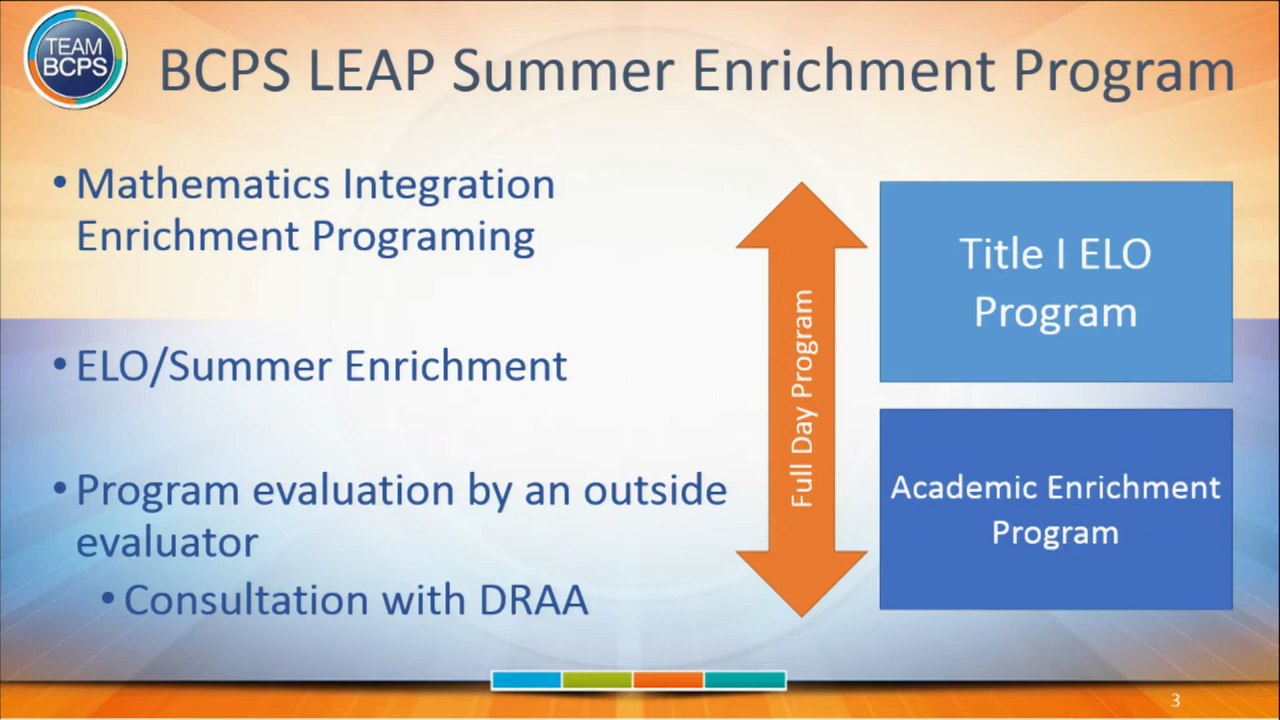 TEAM
BCPS
BCPS LEAP Summer Enrichment Program
• Mathematics Integration
Enrichment Programing
• ELO/Summer Enrichment
• Program evaluation by an outside
evaluator
• Consultation with DRAA
Full Day Program
Title I ELO
Program
Academic Enrichment
Program
3